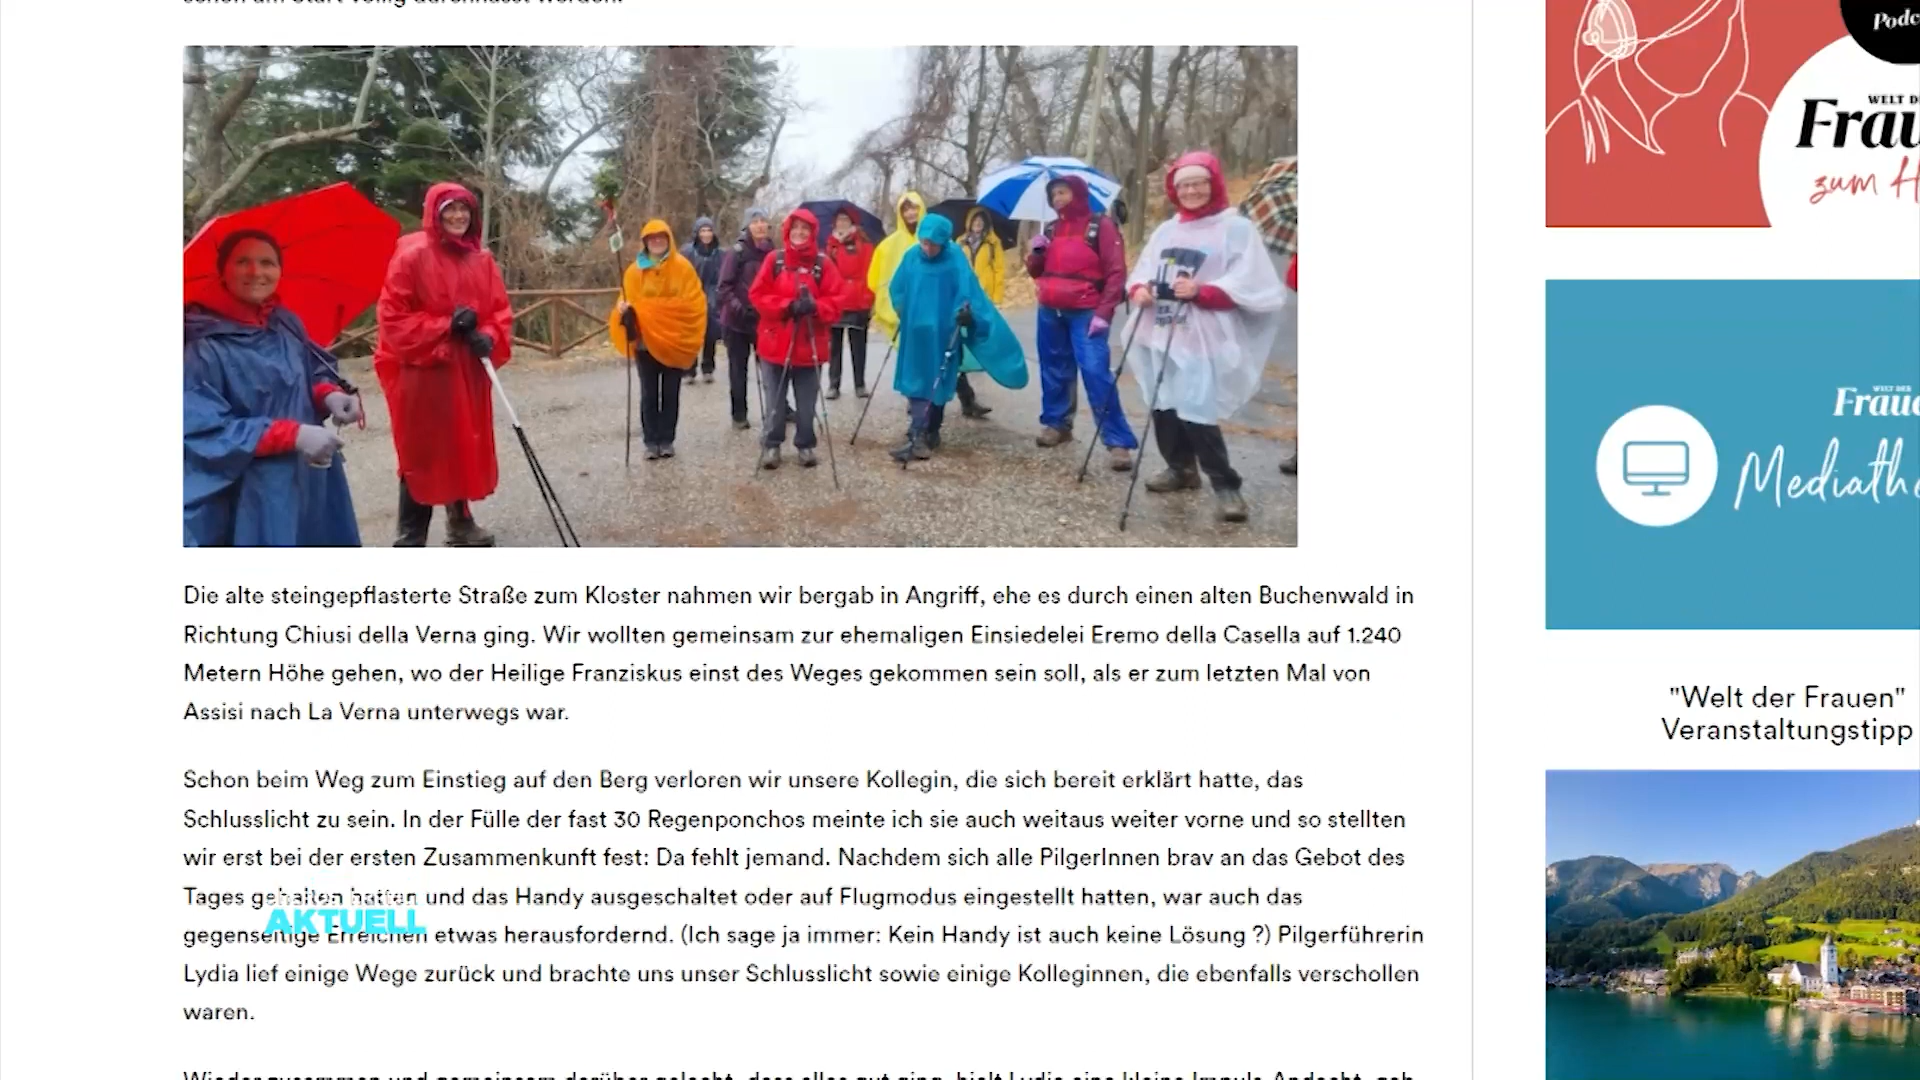 Die alte steingepflasterte Straße zum Kloster nahmen wir bergab in Angriff, ehe es durch einen alten Buchenwald in
Richtung Chiusi della Verna ging. Wir wollten gemeinsam zur ehemaligen Einsiedelei Eremo della Casella auf 1.240
Metern Höhe gehen, wo der Heilige Franziskus einst des Weges gekommen sein soll, als er zum letzten Mal von
Assisi nach La Verna unterwegs war.
Schon beim Weg zum Einstieg auf den Berg verloren wir unsere Kollegin, die sich bereit erklärt hatte, das
Schlusslicht zu sein. In der Fülle der fast 30 Regenponchos meinte ich sie auch weitaus weiter vorne und so stellten
wir erst bei der ersten Zusammenkunft fest: Da fehlt jemand. Nachdem sich alle PilgerInnen brav an das Gebot des
Tages gehalten hatten und das Handy ausgeschaltet oder auf Flugmodus eingestellt hatten, war auch das
AKTUELL
gegenseitige Erreichen etwas herausfordernd. (Ich sage ja immer: Kein Handy ist auch keine Lösung ?) Pilgerführerin
Lydia lief einige Wege zurück und brachte uns unser Schlusslicht sowie einige Kolleginnen, die ebenfalls verschollen
waren.
WELT D
Frau
zum H
WELT DER
Fraue
Mediathe
"Welt der Frauen"
Veranstaltungstipp